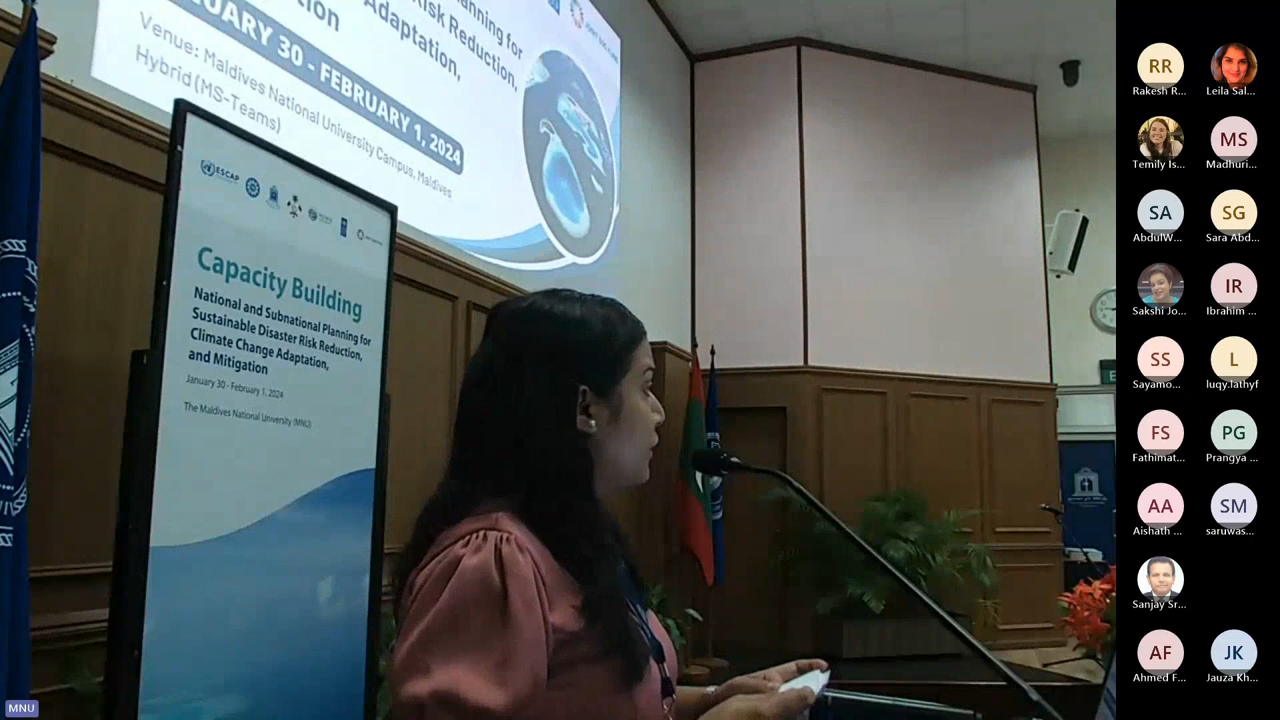 anning for
Risk Reduction,
Adaptation,
tion
UARY 30 - FEBRUARY 1, 2024
Venue: Maldives National University Campus, Maldives
Hybrid (MS-Teams)
ESCAP
Capacity Building
National and Subnational Planning for
Sustainable Disaster Risk Reduction,
Climate Change Adaptation,
and Mitigation
January 30 - February 1, 2024
The Maldives National University (MNU)
MNU
RR
Rakesh R...
Leila Sal...
Temily Is...
MS
Madhuri...
SA
AbdulW...
SG
Sara Abd...
Sakshi Jo...
IR
Ibrahim ...
SS
Sayamo...
L
luqy.lathyf
FS
Fathimat...
PG
Prangya ...
AA
Aishath ...
SM
saruwas...
Sanjay Sr...
AF
Ahmed F...
JK
Jauza Kh...